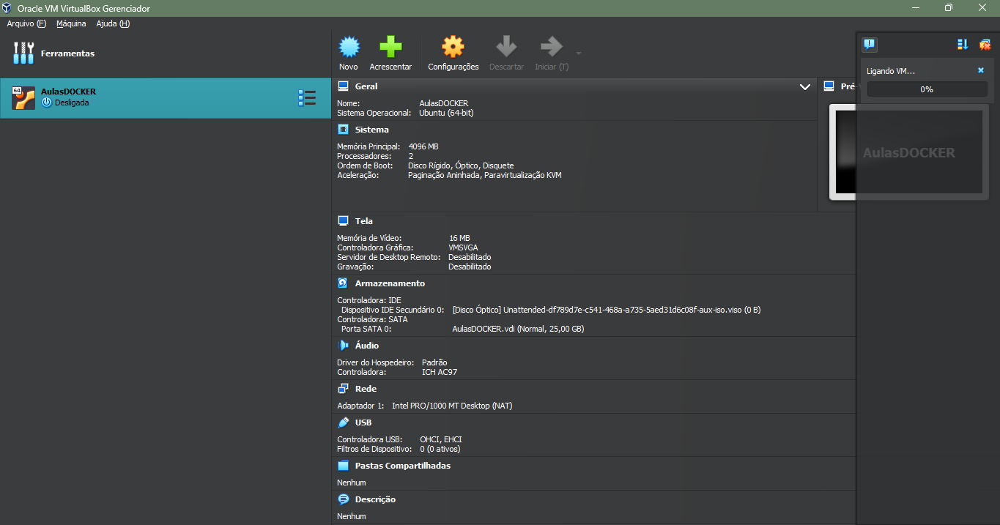 Oracle VM VirtualBox Gerenciador
Arquivo (F) Máquina Ajuda (H)
Ferramentas
Novo Acrescentar Configurações Descartar Iniciar (T)
64
AulasDOCKER
Desligada
Geral
Nome: AulasDOCKER
Sistema Operacional: Ubuntu (64-bit)
Sistema
Memória Principal: 4096 MB
Processadores: 2
Ordem de Boot: Disco Rígido, Óptico, Disquete
Aceleração: Paginação Aninhada, Paravirtualização KVM
Pré-
AulasDOCKER
Ligando VM...
0%
Tela
Memória de Vídeo: 16 MB
Controladora Gráfica: VMSVGA
Servidor de Desktop Remoto: Desabilitado
Gravação: Desabilitado
Armazenamento
Controladora: IDE
Dispositivo IDE Secundário 0: [Disco Óptico] Unattended-df789d7e-c541-468a-a735-5aed31d6c08f-aux-iso.viso (0 B)
Controladora: SATA
Porta SATA 0: AulasDOCKER.vdi (Normal, 25,00 GB)
Áudio
Driver do Hospedeiro: Padrão
Controladora: ICH AC97
Rede
Adaptador 1: Intel PRO/1000 MT Desktop (NAT)
USB
Controladora USB: OHCI, EHCI
Filtros de Dispositivo: 0 (0 ativos)
Pastas Compartilhadas
Nenhum
Descrição
Nenhum